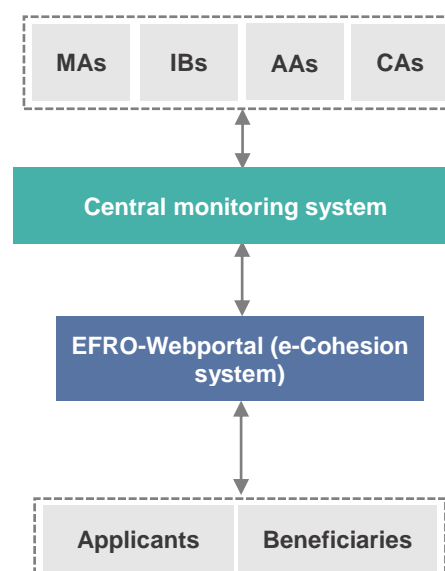 MAs IBs AAs CAs
Central monitoring system
EFRO-Webportal (e-Cohesion
system)
Applicants Beneficiaries